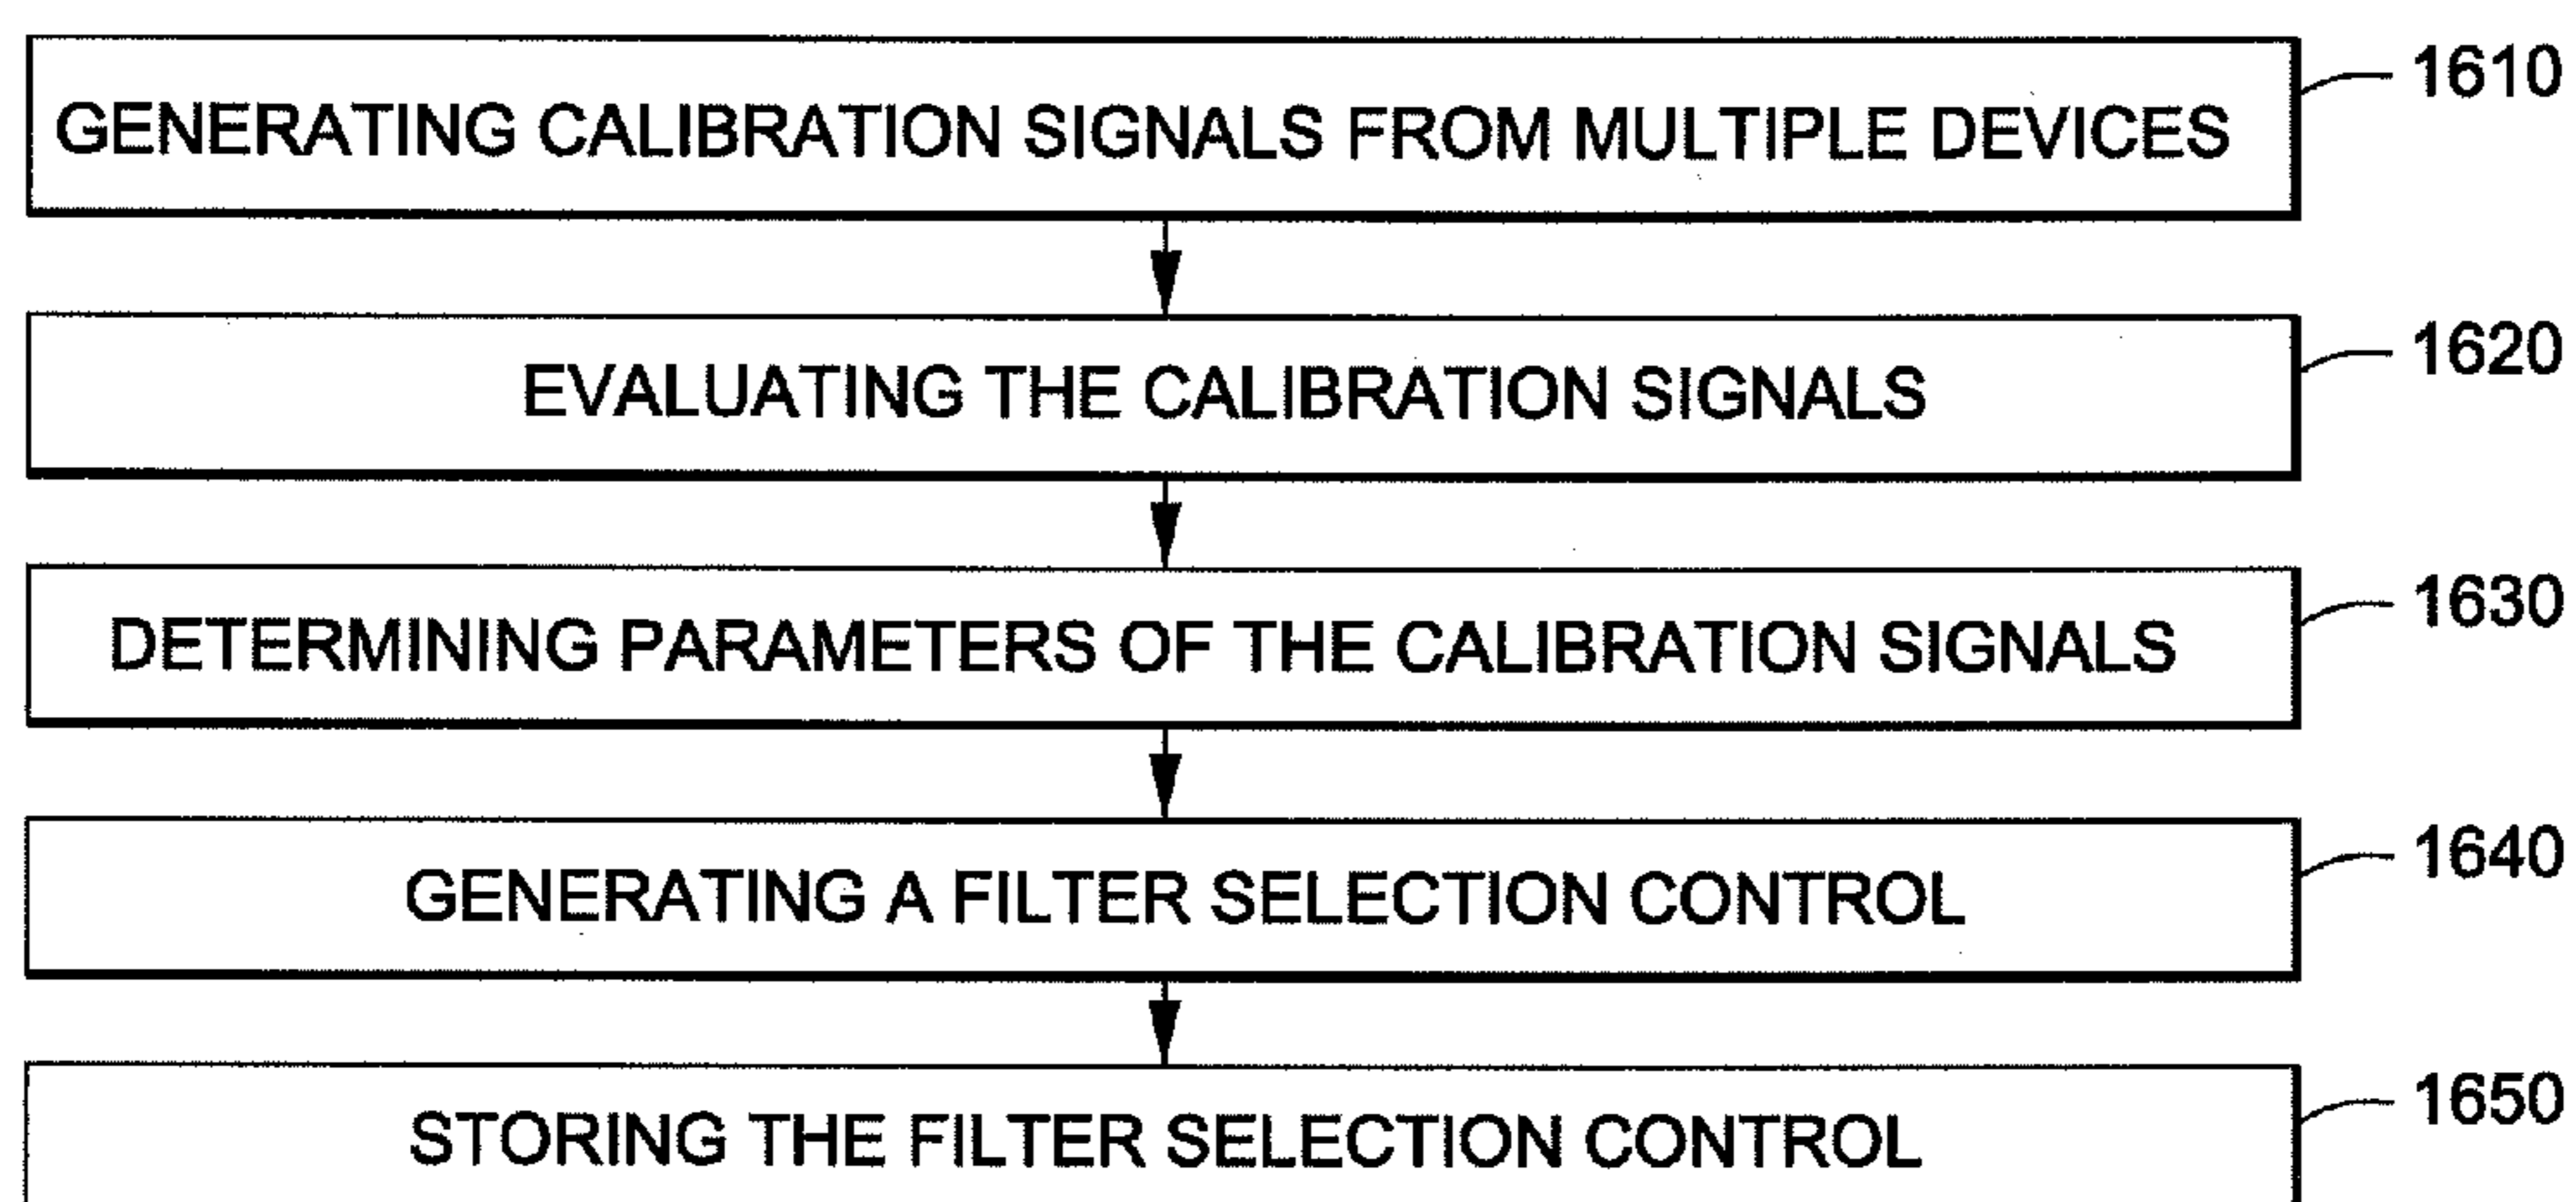 GENERATING CALIBRATION SIGNALS FROM MULTIPLE DEVICES
1610
EVALUATING THE CALIBRATION SIGNALS
1620
DETERMINING PARAMETERS OF THE CALIBRATION SIGNALS
1630
GENERATING A FILTER SELECTION CONTROL
1640
STORING THE FILTER SELECTION CONTROL
1650